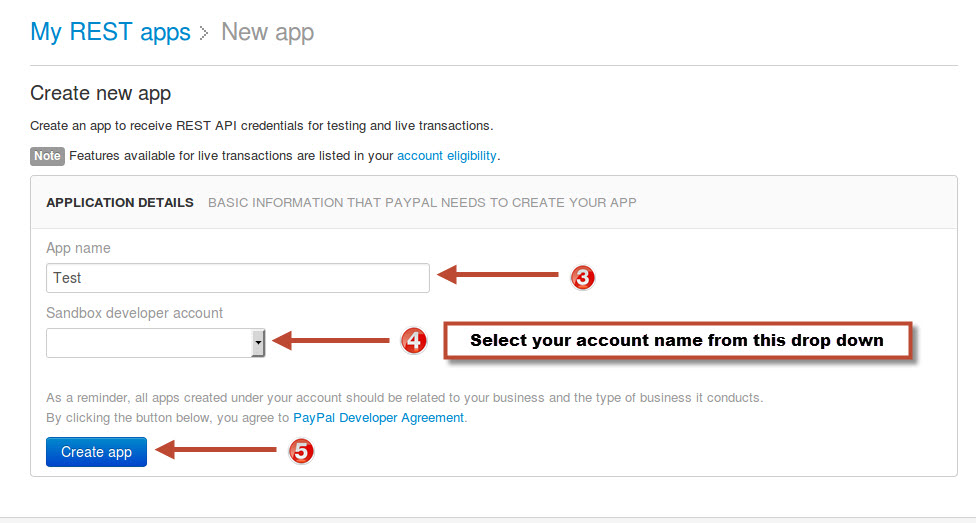 My REST apps > New app
Create new app
Create an app to receive REST API credentials for testing and live transactions.
Note Features available for live transactions are listed in your account eligibility.
APPLICATION DETAILS BASIC INFORMATION THAT PAYPAL NEEDS TO CREATE YOUR APP
App name
Test
3
Sandbox developer account
4
Select your account name from this drop down
As a reminder, all apps created under your account should be related to your business and the type of business it conducts.
By clicking the button below, you agree to PayPal Developer Agreement.
Create app
5